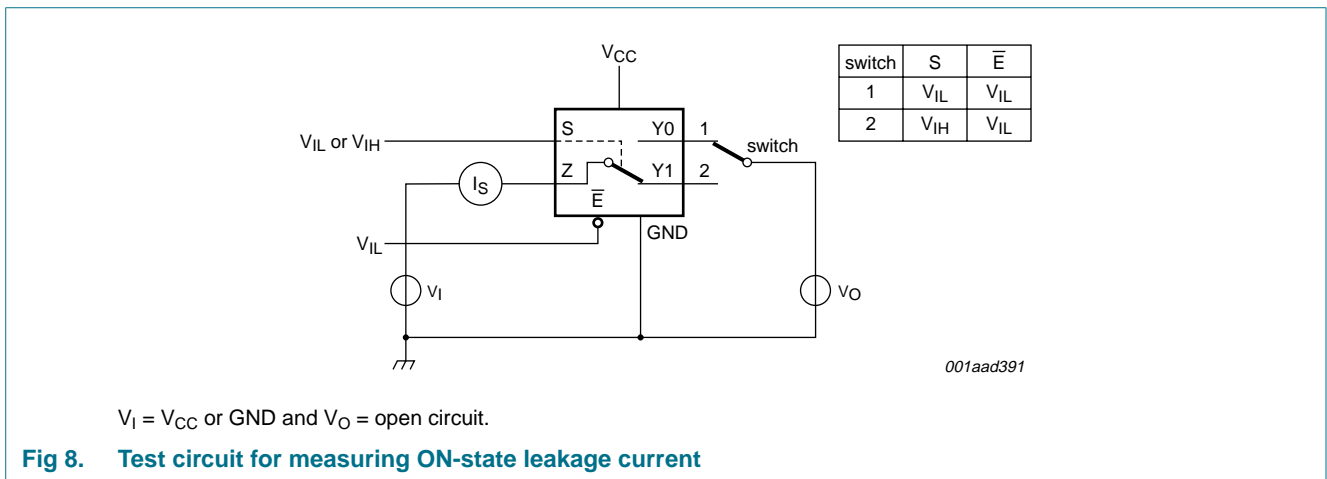 VCC
switch S E̅
1 VIL VIL
2 VIH VIL
VIL or VIH
S Y0 1
switch
Z Y1 2
IS
E̅
GND
VIL
VI
VO
001aad391
VI = VCC or GND and VO = open circuit.
Fig 8. Test circuit for measuring ON-state leakage current